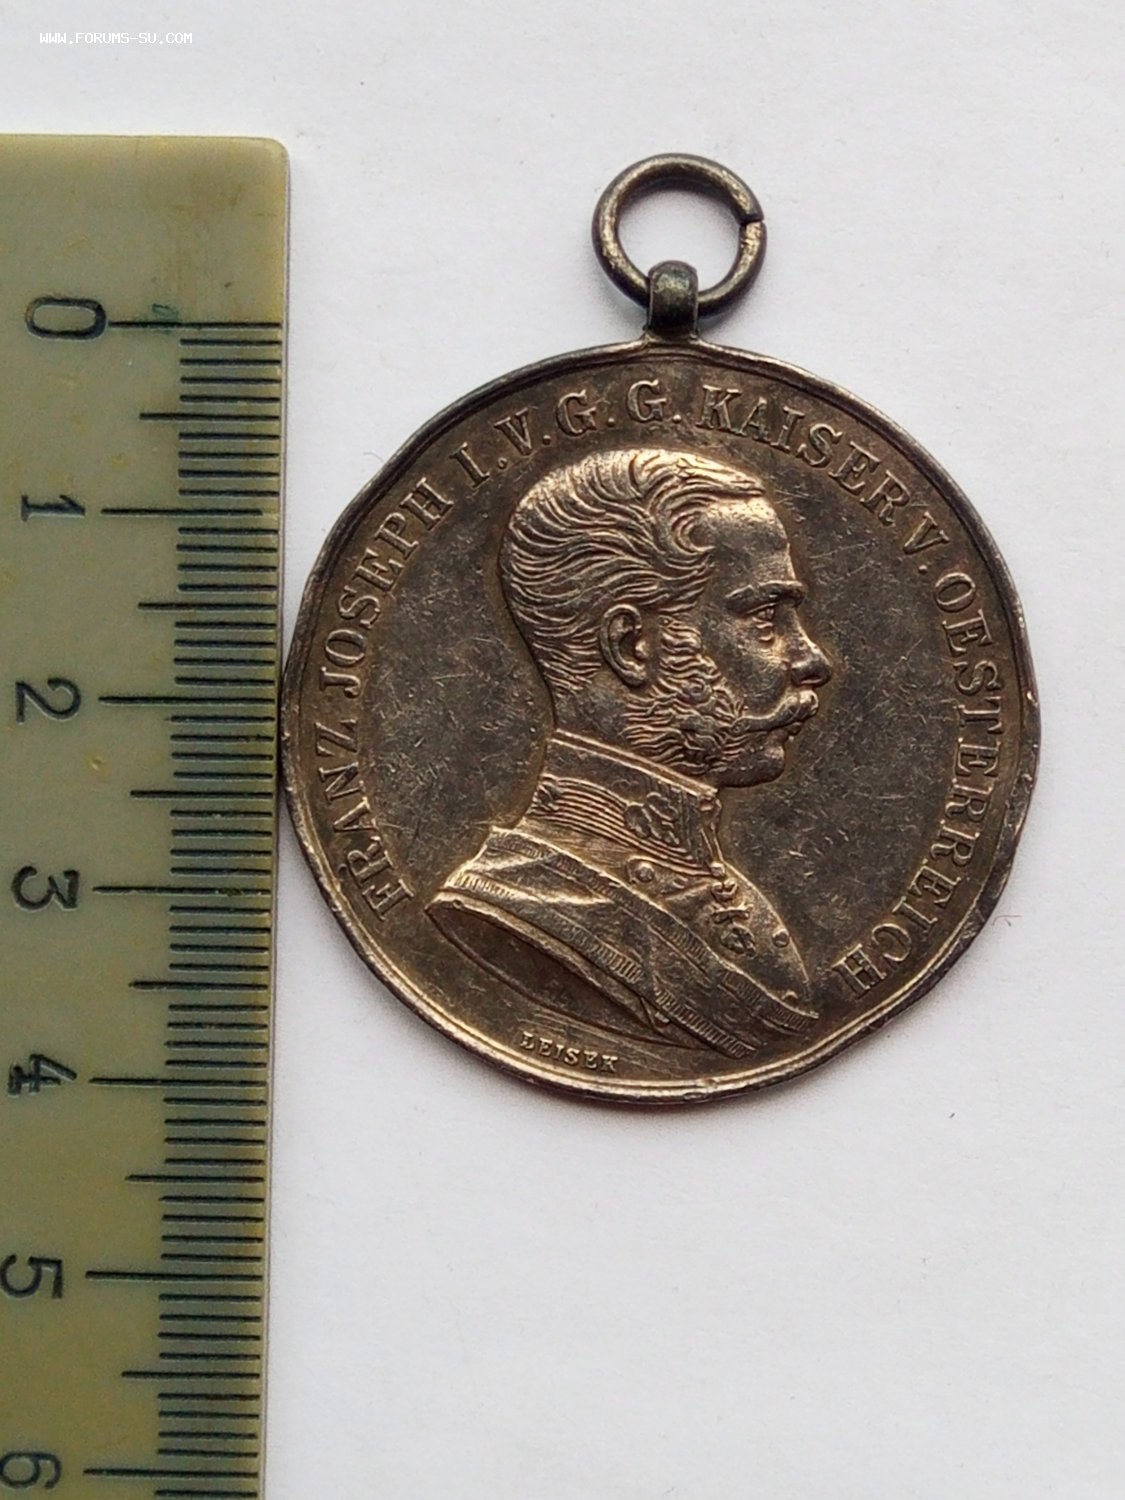 WWW.FORUMS-SU.COM
FRANZ JOSEPH I. V. G. G. KAISER V. OESTERREICH
LEISEK
0
1
2
3
4
5
6